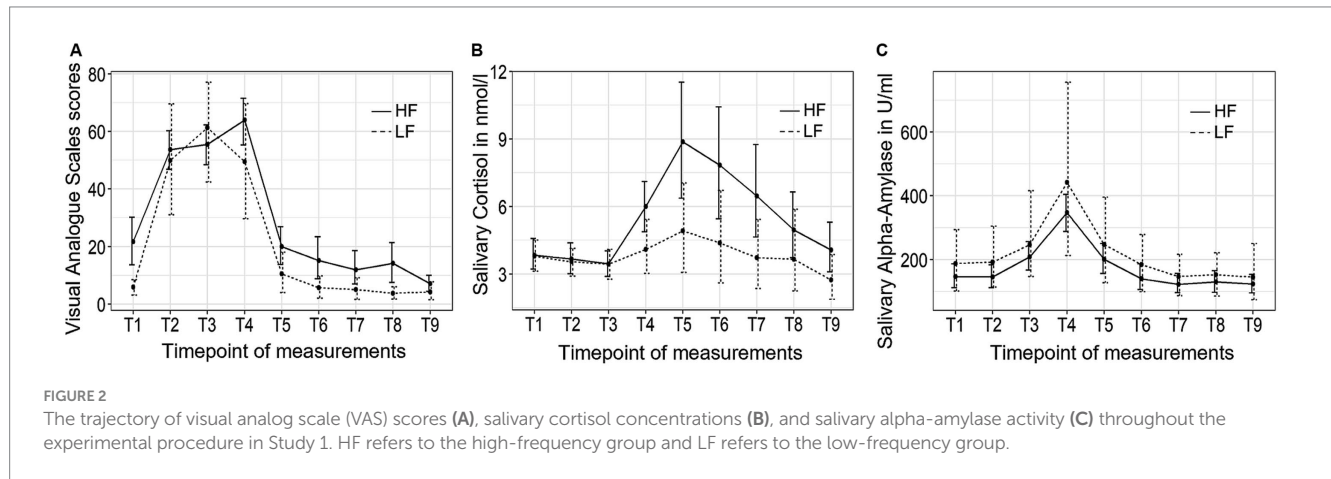 A
Visual Analogue Scales scores
80
60
40
20
0
HF
LF
T1 T2 T3 T4 T5 T6 T7 T8 T9
Timepoint of measurements
B
Salivary Cortisol in nmol/l
12
9
6
3
HF
LF
T1 T2 T3 T4 T5 T6 T7 T8 T9
Timepoint of measurements
C
Salivary Alpha-Amylase in U/ml
600
400
200
HF
LF
T1 T2 T3 T4 T5 T6 T7 T8 T9
Timepoint of measurements
FIGURE 2
The trajectory of visual analog scale (VAS) scores (A), salivary cortisol concentrations (B), and salivary alpha-amylase activity (C) throughout the
experimental procedure in Study 1. HF refers to the high-frequency group and LF refers to the low-frequency group.